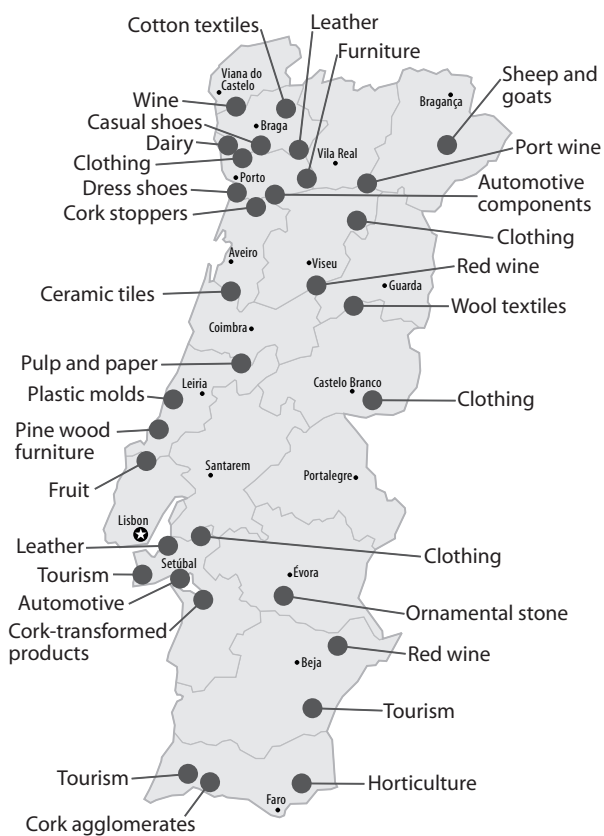 Cotton textiles
Leather
Furniture
Viana do
Castelo
Sheep and
goats
Bragança
Wine
Casual shoes
Braga
Dairy
Vila Real
Port wine
Clothing
Porto
Dress shoes
Automotive
components
Cork stoppers
Clothing
Aveiro
Viseu
Red wine
Guarda
Ceramic tiles
Wool textiles
Coimbra
Pulp and paper
Leiria
Castelo Branco
Plastic molds
Clothing
Pine wood
furniture
Santarem
Portalegre
Fruit
Lisbon
Leather
Clothing
Setúbal
Tourism
Évora
Automotive
Ornamental stone
Cork-transformed
products
Red wine
Beja
Tourism
Tourism
Horticulture
Faro
Cork agglomerates